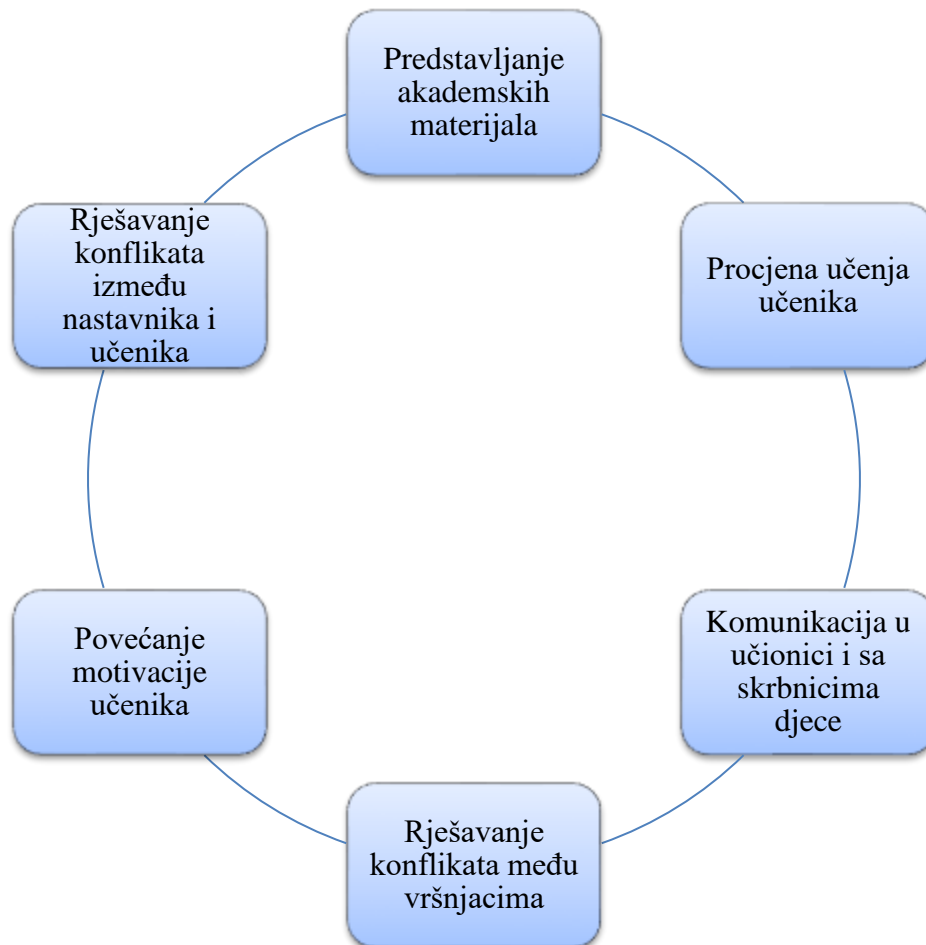 Predstavljanje
akademskih
materijala
Procjena učenja
učenika
Komunikacija u
učionici i sa
skrbnicima
djece
Rješavanje
konflikata među
vršnjacima
Povećanje
motivacije
učenika
Rješavanje
konflikata
između
nastavnika i
učenika